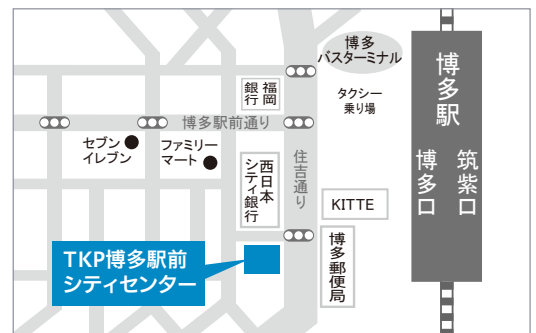 博多
バスターミナル
福岡
銀行
タクシー
乗り場
博多駅
博多口
筑紫口
博多駅前通り
セブン
イレブン
ファミリー
マート
西日本
シティ銀行
住吉通り
KITTE
博多郵便局
TKP博多駅前
シティセンター